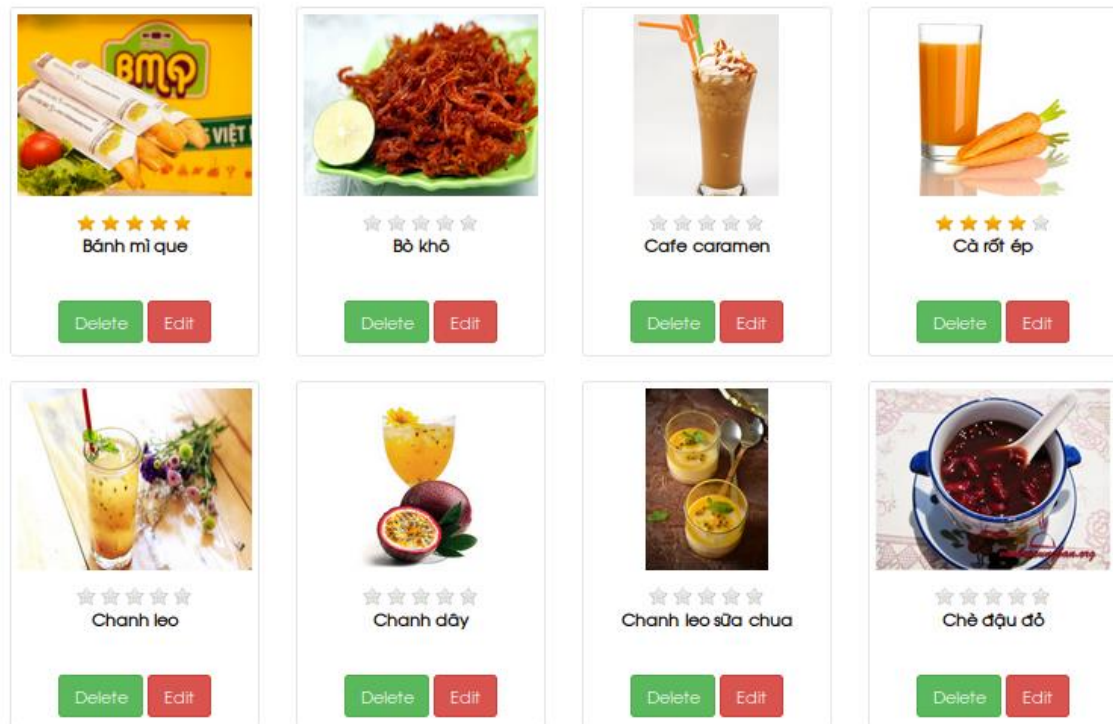 BMQ
VIỆT
Bánh mì que
Bò khô
Cafe caramen
Cà rốt ép
Delete Edit
Delete Edit
Delete Edit
Delete Edit
Chanh leo
Chanh dây
Chanh leo sữa chua
Chè đậu đỏ
Delete Edit
Delete Edit
Delete Edit
Delete Edit